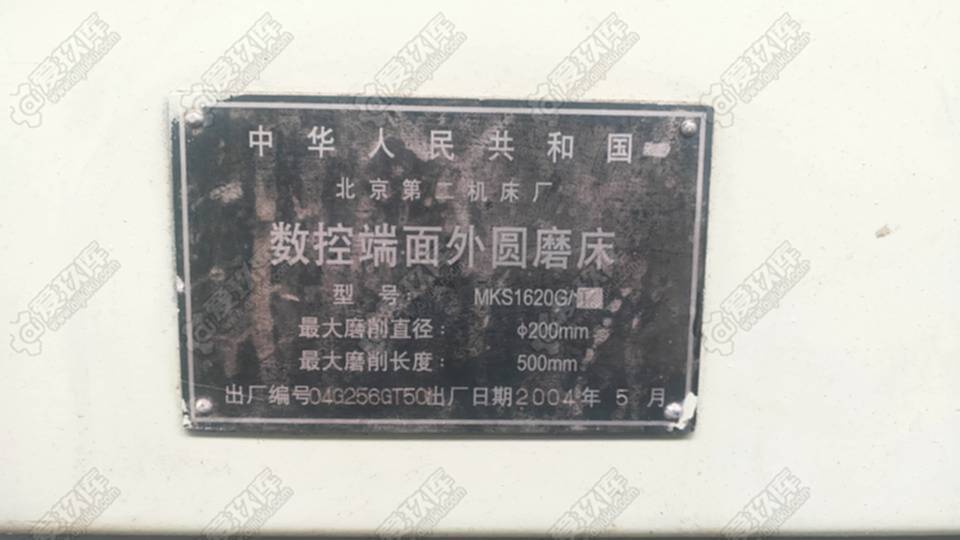 中华人民共和国
北京第二机床厂
数控端面外圆磨床
型号： MKS1620G/
最大磨削直径： φ200mm
最大磨削长度： 500mm
出厂编号04G256GT50出厂日期2004年5月
爱玖库